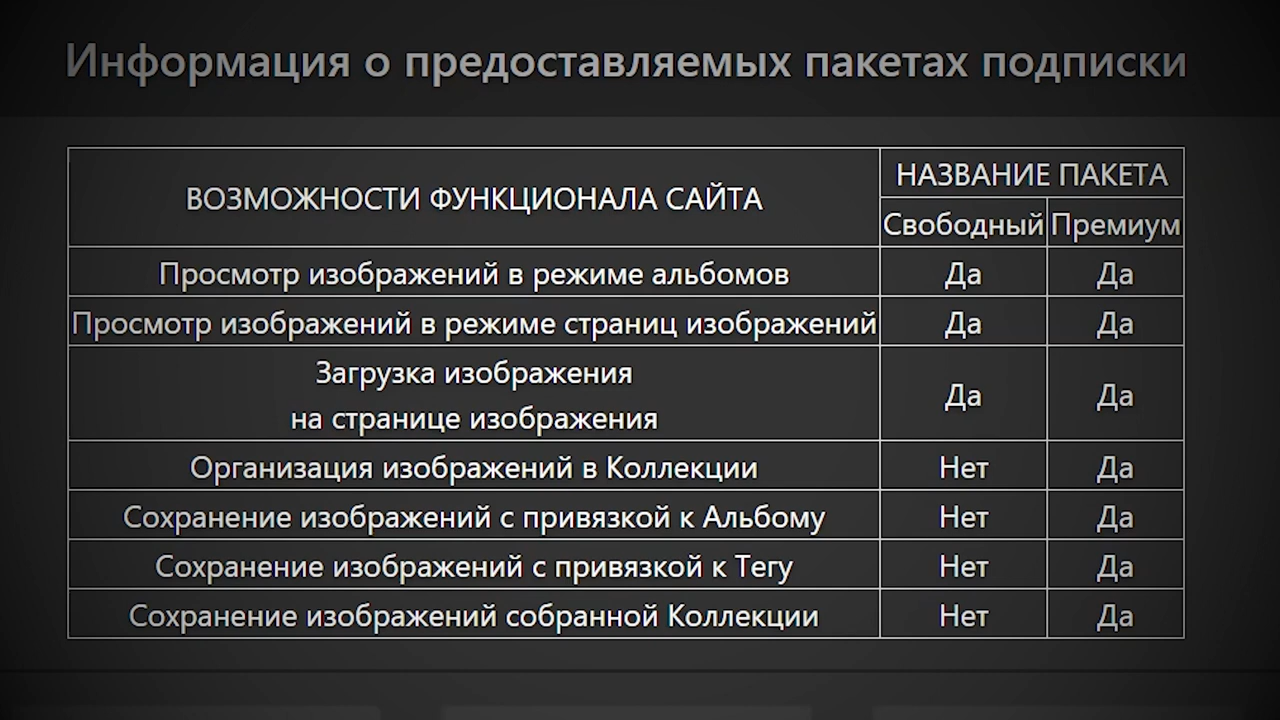 Информация о предоставляемых пакетах подписки
ВОЗМОЖНОСТИ ФУНКЦИОНАЛА САЙТА
НАЗВАНИЕ ПАКЕТА
Свободный Премиум
Просмотр изображений в режиме альбомов Да Да
Просмотр изображений в режиме страниц изображений Да Да
Загрузка изображения
на странице изображения Да Да
Организация изображений в Коллекции Нет Да
Сохранение изображений с привязкой к Альбому Нет Да
Сохранение изображений с привязкой к Тегу Нет Да
Сохранение изображений собранной Коллекции Нет Да